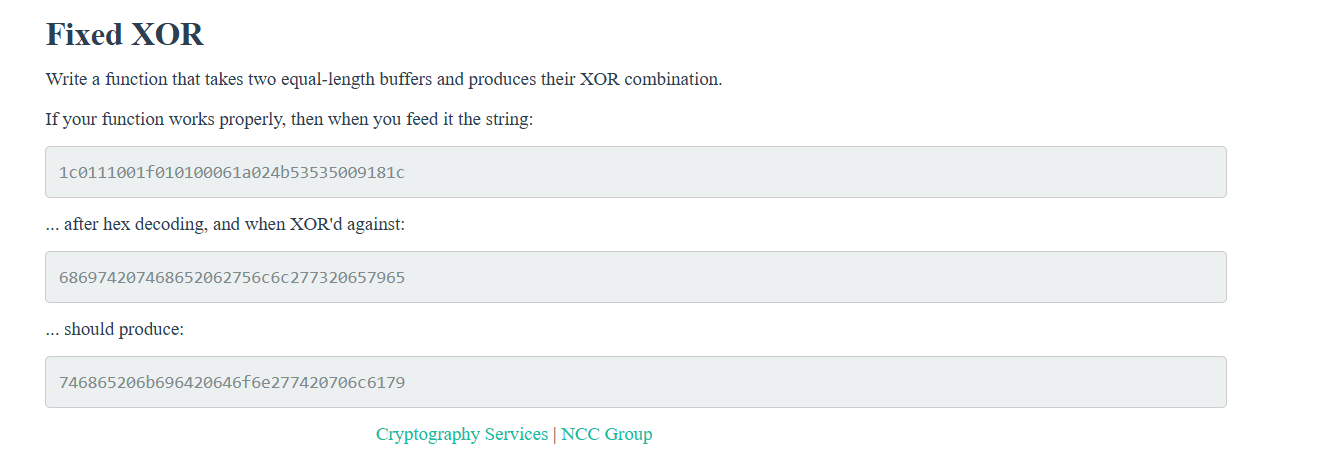 Fixed XOR
Write a function that takes two equal-length buffers and produces their XOR combination.
If your function works properly, then when you feed it the string:
1c0111001f010100061a024b53535009181c
... after hex decoding, and when XOR'd against:
686974207468652062756c6c277320657965
... should produce:
746865206b696420646f6e277420706c6179
Cryptography Services | NCC Group